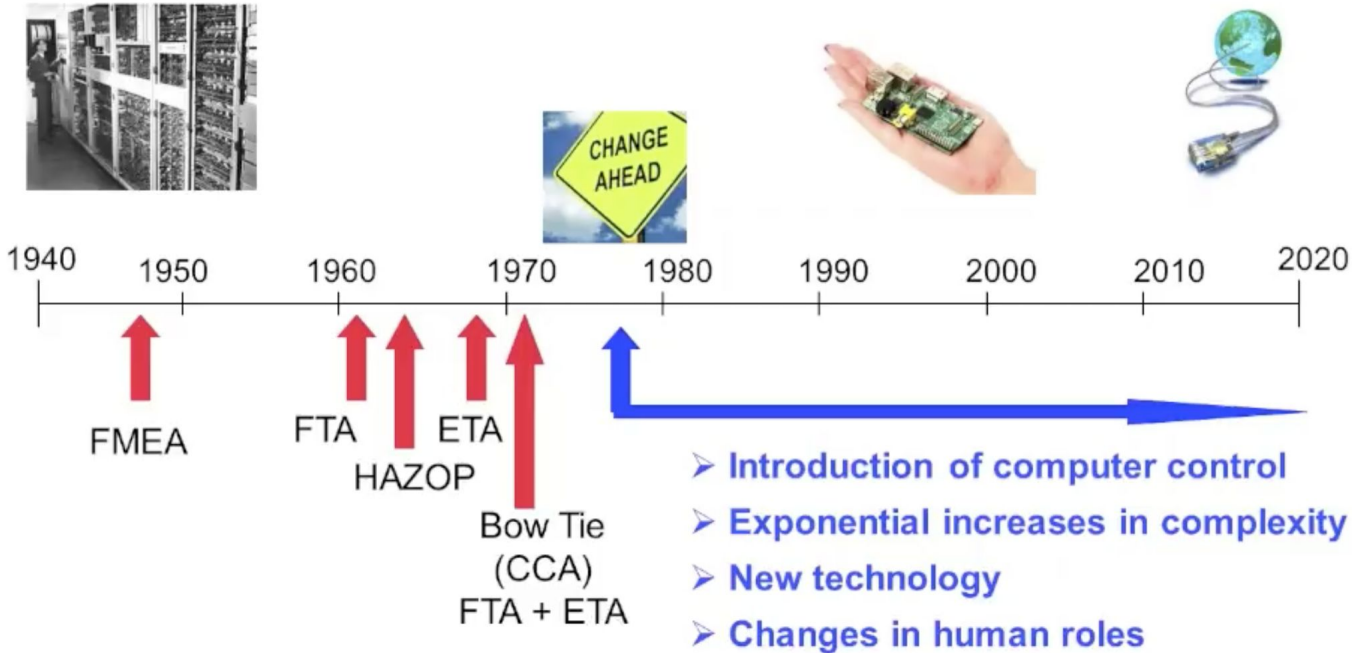 CHANGE
AHEAD
1940
1950
1960
1970
1980
1990
2000
2010
2020
FMEA
FTA
HAZOP
ETA
Bow Tie
(CCA)
FTA + ETA
➢ Introduction of computer control
➢ Exponential increases in complexity
➢ New technology
➢ Changes in human roles